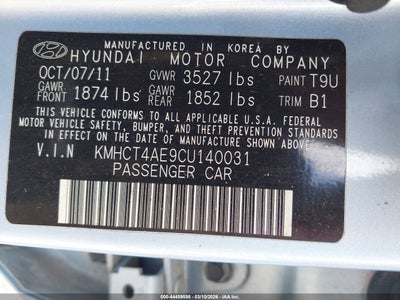 MANUFACTURED IN KOREA BY
HYUNDAI MOTOR COMPANY
OCT/07/11 GVWR 3527 lbs PAINT T9U
GAWR FRONT 1874 lbs GAWR REAR 1852 lbs TRIM B1
THIS VEHICLE CONFORMS TO ALL APPLICABLE U.S.A. FEDERAL
MOTOR VEHICLE SAFETY, BUMPER, AND THEFT PREVENTION
STANDARDS IN EFFECT ON THE DATE OF MANUFACTURE SHOWN ABOVE.
V.I.N KMHCT4AE9CU140031
PASSENGER CAR